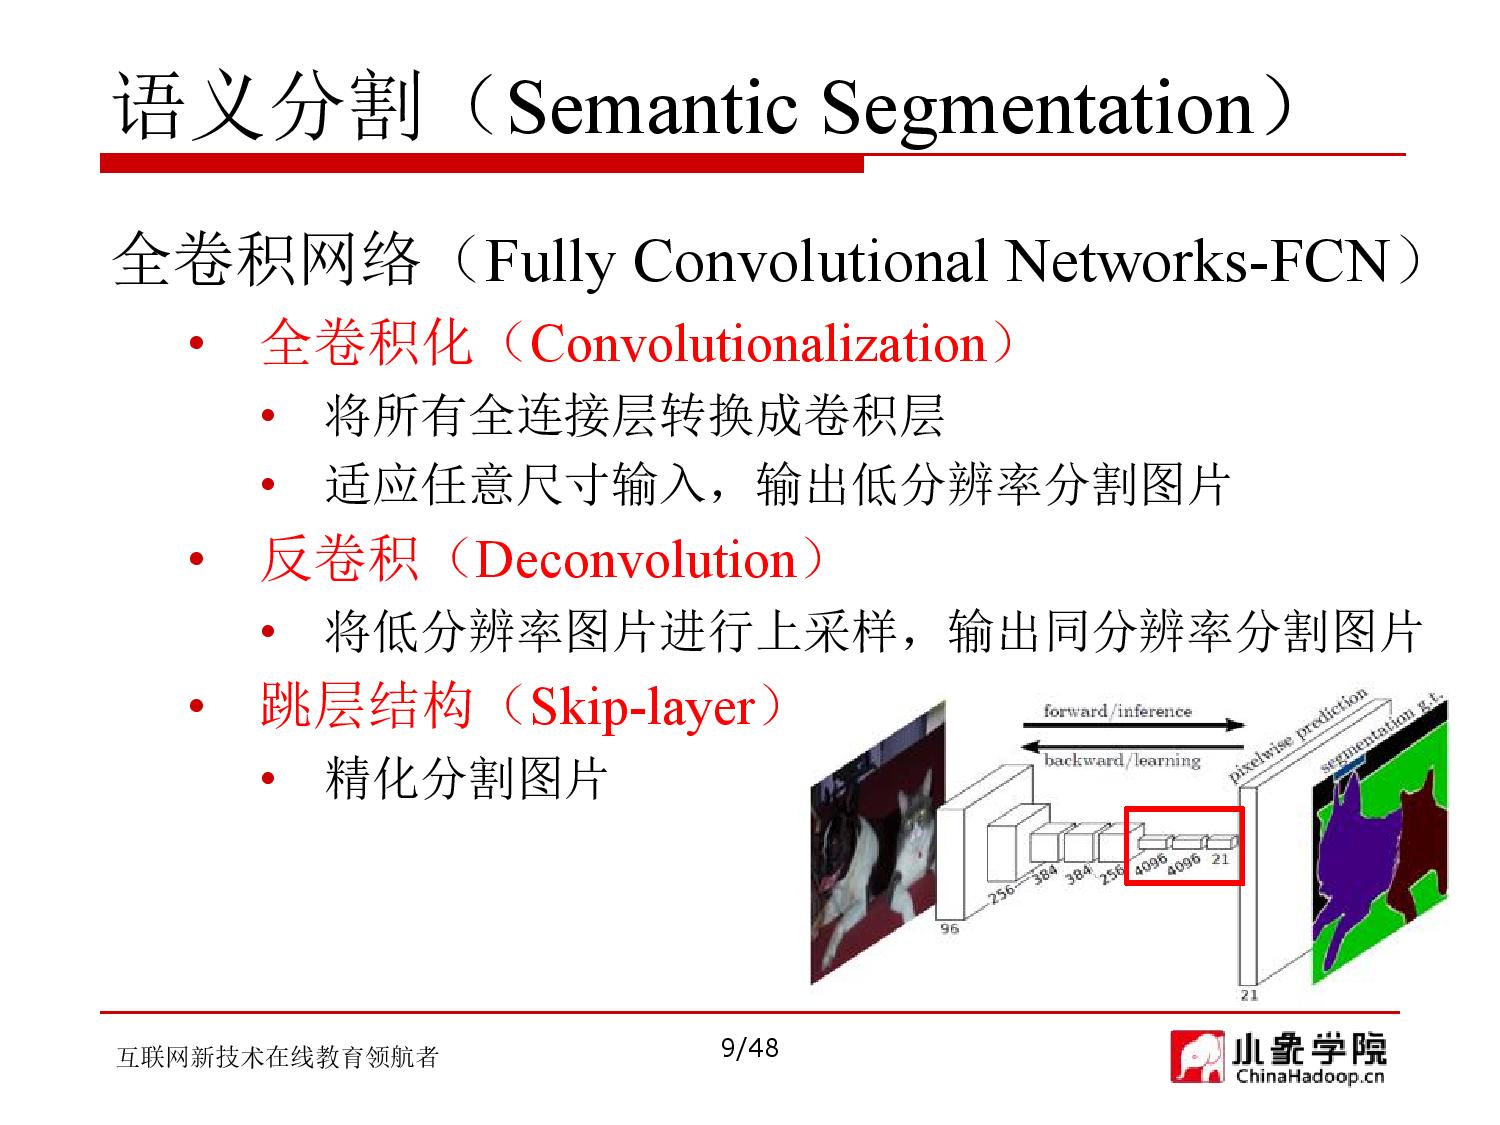 语义分割（Semantic Segmentation）
全卷积网络（Fully Convolutional Networks-FCN）
• 全卷积化（Convolutionalization）
• 将所有全连接层转换成卷积层
• 适应任意尺寸输入，输出低分辨率分割图片
• 反卷积（Deconvolution）
• 将低分辨率图片进行上采样，输出同分辨率分割图片
• 跳层结构（Skip-layer）
• 精化分割图片
forward/inference
backward/learning
pixelwise prediction
segmentation g.t.
96
256
384
384
256
4096
4096
21
21
互联网新技术在线教育领航者
9/48
小象学院
ChinaHadoop.cn